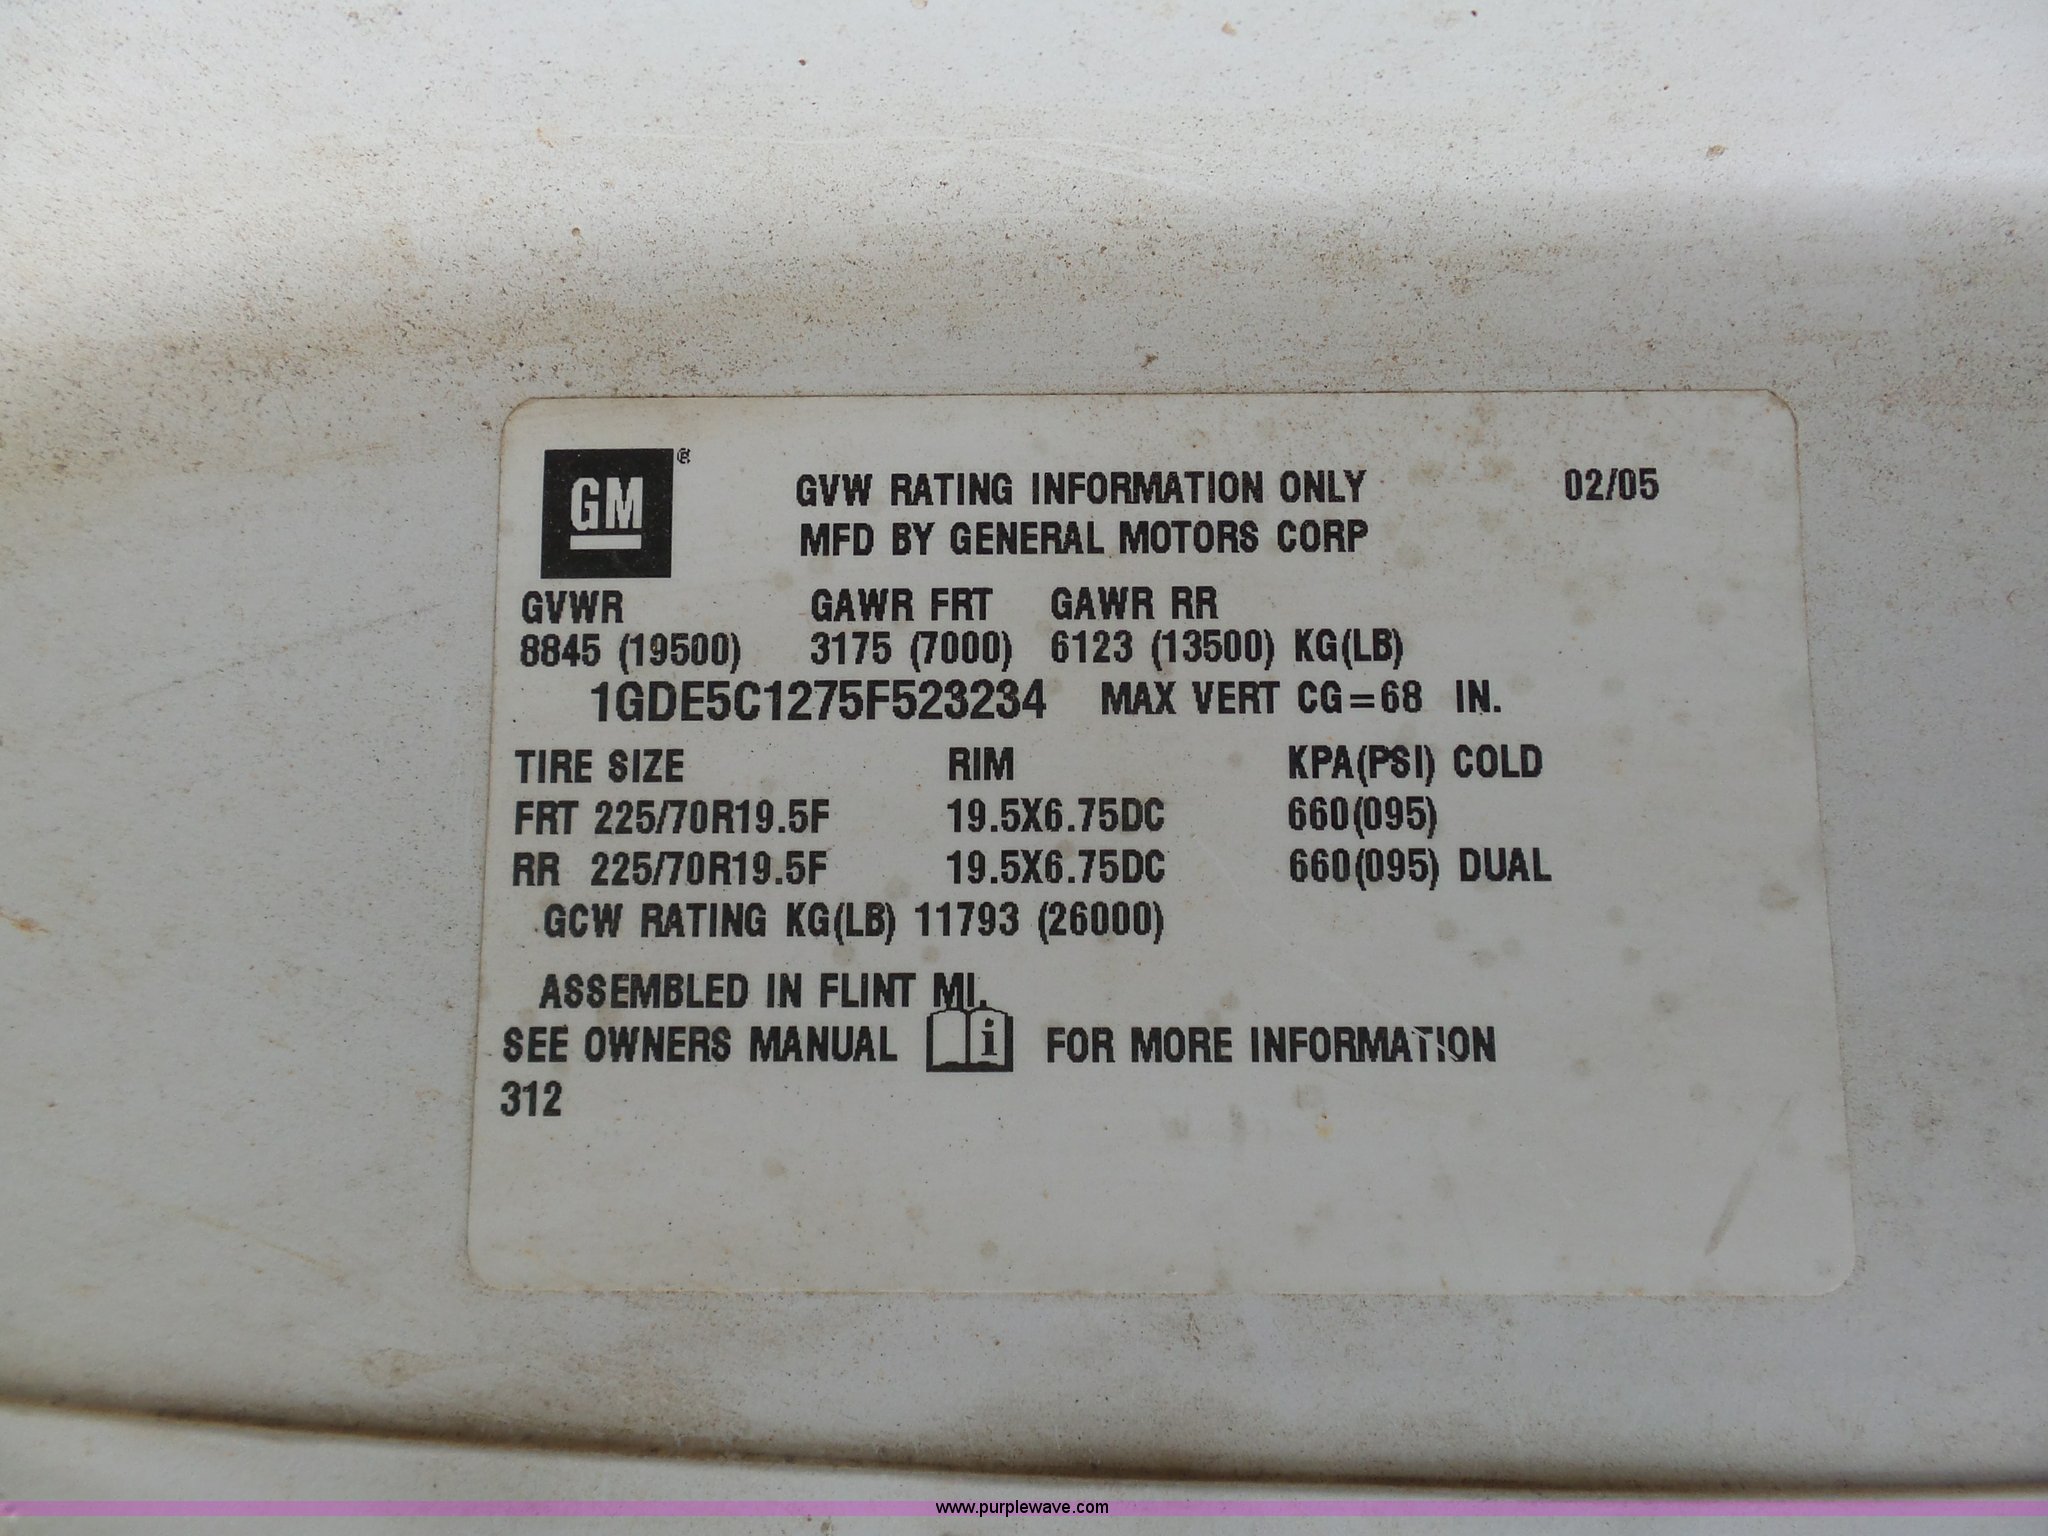 GM®
GVW RATING INFORMATION ONLY 02/05
MFD BY GENERAL MOTORS CORP
GVWR GAWR FRT GAWR RR
8845 (19500) 3175 (7000) 6123 (13500) KG(LB)
1GDE5C1275F523234 MAX VERT CG=68 IN.
TIRE SIZE RIM KPA(PSI) COLD
FRT 225/70R19.5F 19.5X6.75DC 660(095)
RR 225/70R19.5F 19.5X6.75DC 660(095) DUAL
GCW RATING KG(LB) 11793 (26000)
ASSEMBLED IN FLINT MI.
SEE OWNERS MANUAL i FOR MORE INFORMATION
312
www.purplewave.com